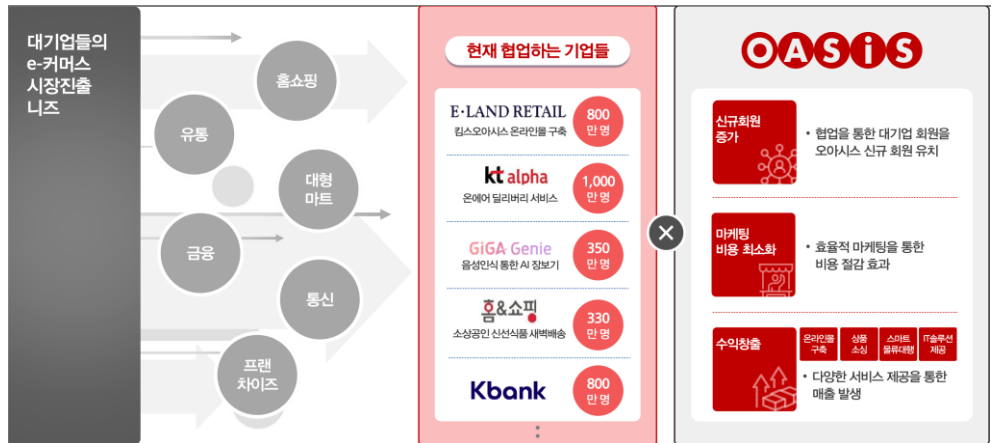 대기업들의
e-커머스
시장진출
니즈
홈쇼핑
유통
대형
마트
금융
통신
프랜
차이즈
현재 협업하는 기업들
E·LAND RETAIL
킴스오아시스 온라인몰 구축
800
만 명
kt alpha
온에어 딜리버리 서비스
1,000
만 명
GiGA Genie
음성인식 통한 AI 장보기
350
만 명
홈&쇼핑
소상공인 신선식품 새벽배송
330
만 명
Kbank
800
만 명
OASiS
신규회원
증가
• 협업을 통한 대기업 회원을
오아시스 신규 회원 유치
마케팅
비용 최소화
• 효율적 마케팅을 통한
비용 절감 효과
수익창출
온라인몰
구축
상품
소싱
스마트
물류대행
IT솔루션
제공
• 다양한 서비스 제공을 통한
매출 발생